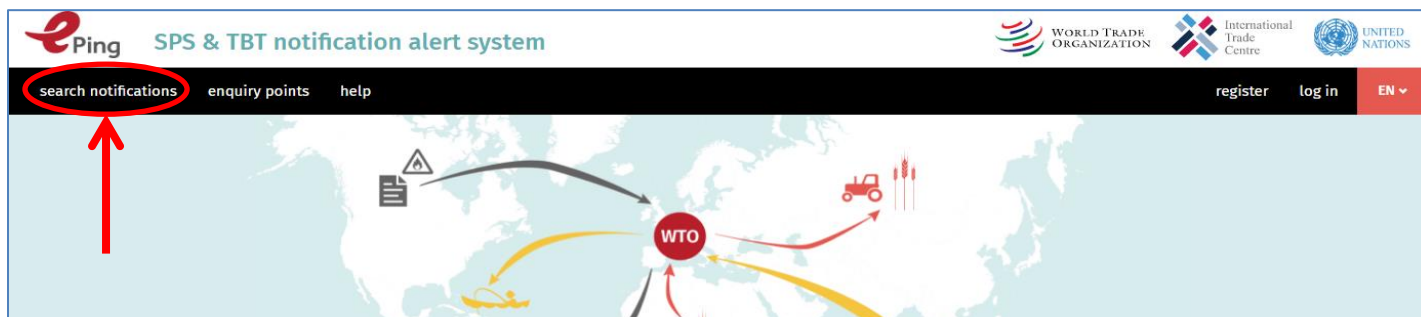 ePing
SPS & TBT notification alert system
WORLD TRADE
ORGANIZATION
International
Trade
Centre
UNITED
NATIONS
search notifications enquiry points help register log in EN
WTO